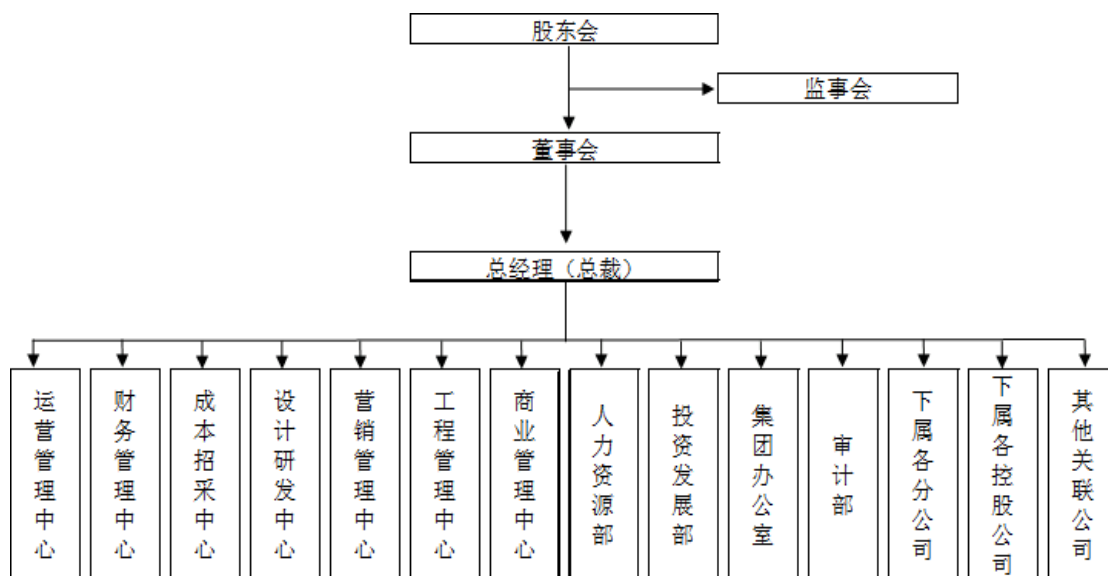 股东会
监事会
董事会
总经理（总裁）
运营管理中心
财务管理中心
成本招采中心
设计研发中心
营销管理中心
工程管理中心
商业管理中心
人力资源部
投资发展部
集团办公室
审计部
下属各分公司
下属各控股公司
其他关联公司